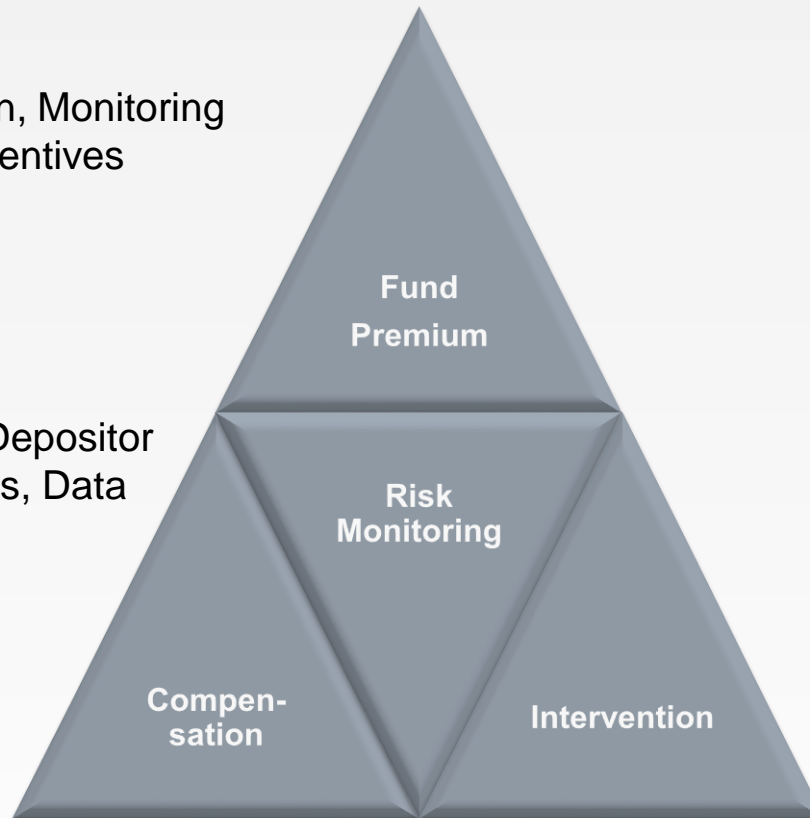 n, Monitoring
entives
Fund
Premium
Depositor
s, Data
Risk
Monitoring
Compen-
sation
Intervention